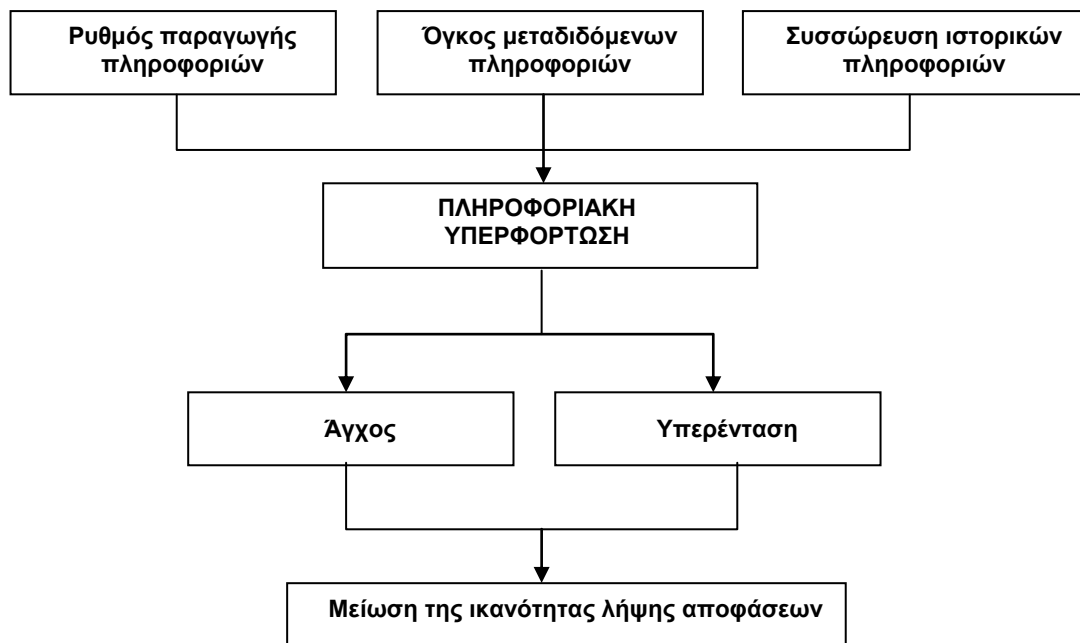 Ρυθμός παραγωγής
πληροφοριών
Όγκος μεταδιδόμενων
πληροφοριών
Συσσώρευση ιστορικών
πληροφοριών
ΠΛΗΡΟΦΟΡΙΑΚΗ
ΥΠΕΡΦΟΡΤΩΣΗ
Άγχος
Υπερένταση
Μείωση της ικανότητας λήψης αποφάσεων